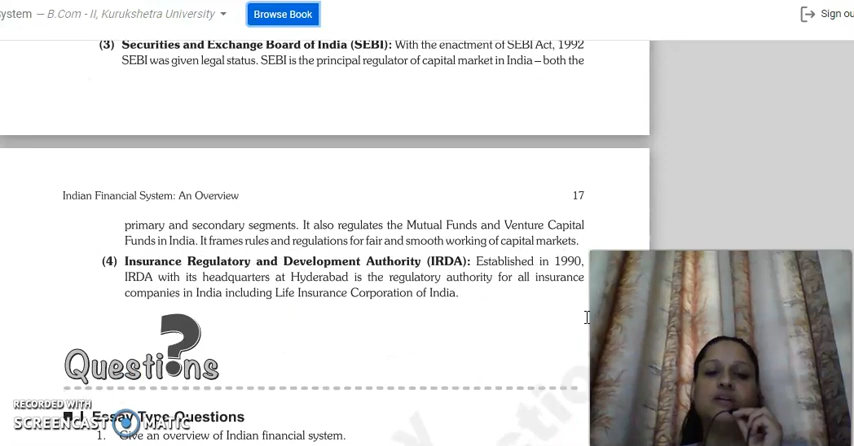 ystem — B.Com - II, Kurukshetra University
Browse Book
Sign ou
(3) Securities and Exchange Board of India (SEBI): With the enactment of SEBI Act, 1992
SEBI was given legal status. SEBI is the principal regulator of capital market in India – both the
Indian Financial System: An Overview 17
primary and secondary segments. It also regulates the Mutual Funds and Venture Capital
Funds in India. It frames rules and regulations for fair and smooth working of capital markets.
(4) Insurance Regulatory and Development Authority (IRDA): Established in 1990,
IRDA with its headquarters at Hyderabad is the regulatory authority for all insurance
companies in India including Life Insurance Corporation of India.
Questi?ns
RECORDED WITH
SCREENCAST MATIC
I. Essay Type Questions
1. Give an overview of Indian financial system.